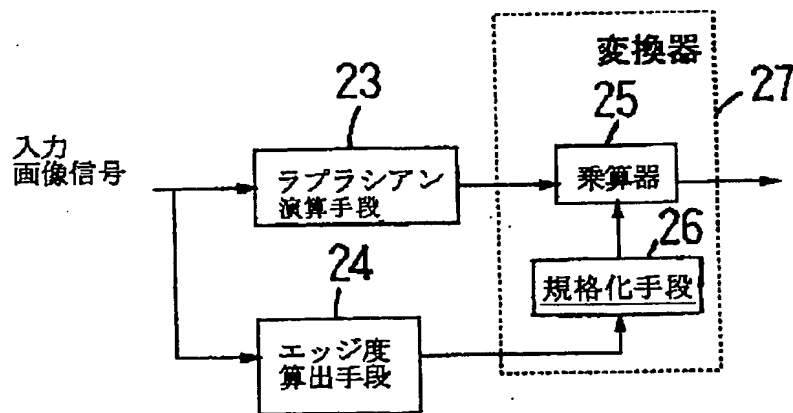 変換器
23
25
27
入力
画像信号
ラプラシアン
演算手段
乗算器
24
26
規格化手段
エッジ度
算出手段